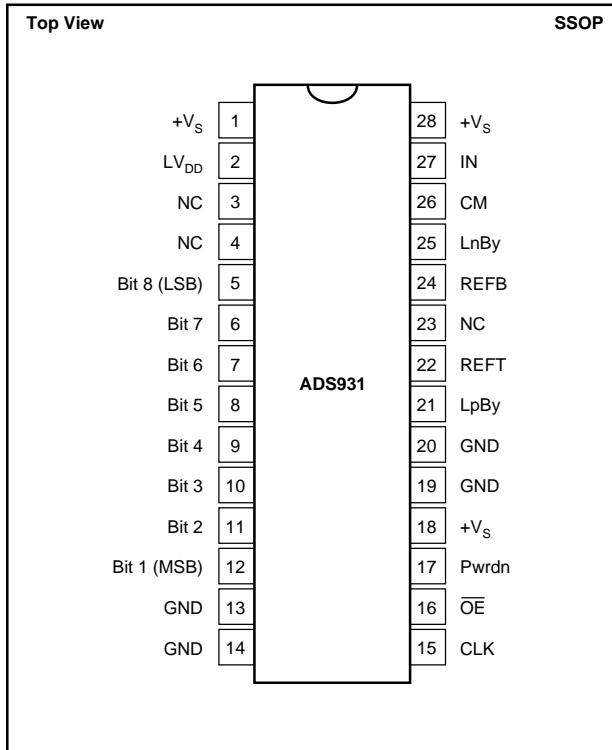 Top View SSOP
+VS 1 28 +VS
LVDD 2 27 IN
NC 3 26 CM
NC 4 25 LnBy
Bit 8 (LSB) 5 24 REFB
Bit 7 6 23 NC
Bit 6 7 22 REFT
ADS931
Bit 5 8 21 LpBy
Bit 4 9 20 GND
Bit 3 10 19 GND
Bit 2 11 18 +VS
Bit 1 (MSB) 12 17 Pwrdn
GND 13 16 O̅E̅
GND 14 15 CLK